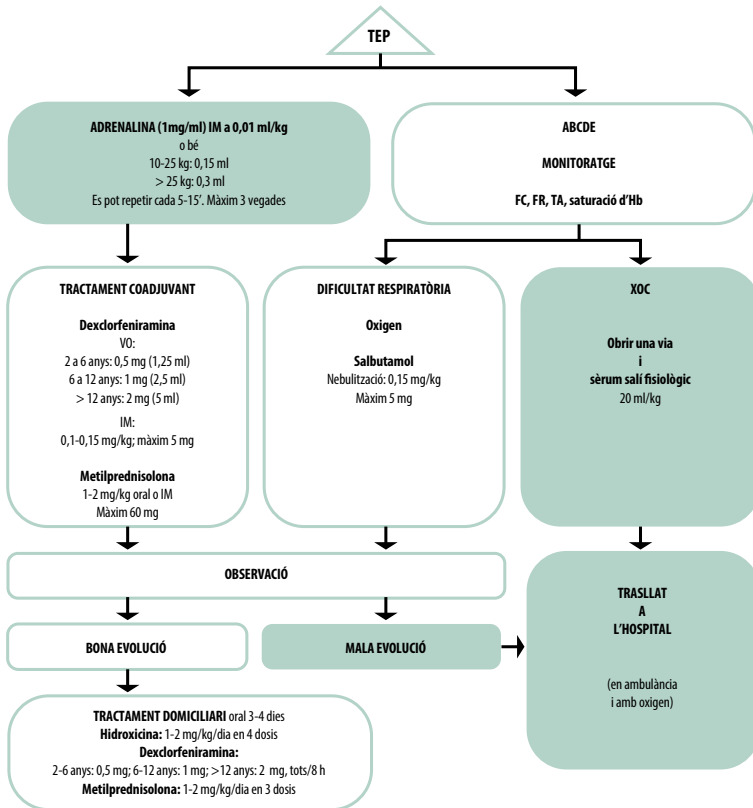 TEP
ADRENALINA (1mg/ml) IM a 0,01 ml/kg
o bé
10-25 kg: 0,15 ml
> 25 kg: 0,3 ml
Es pot repetir cada 5-15’. Màxim 3 vegades
ABCDE
MONITORATGE
FC, FR, TA, saturació d’Hb
TRACTAMENT COADJUVANT
Dexclorfeniramina
VO:
2 a 6 anys: 0,5 mg (1,25 ml)
6 a 12 anys: 1 mg (2,5 ml)
> 12 anys: 2 mg (5 ml)
IM:
0,1-0,15 mg/kg; màxim 5 mg
Metilprednisolona
1-2 mg/kg oral o IM
Màxim 60 mg
DIFICULTAT RESPIRATÒRIA
Oxigen
Salbutamol
Nebulització: 0,15 mg/kg
Màxim 5 mg
XOC
Obrir una via
i
sèrum salí fisiològic
20 ml/kg
OBSERVACIÓ
BONA EVOLUCIÓ
MALA EVOLUCIÓ
TRASLLAT
A
L’HOSPITAL
(en ambulància
i amb oxigen)
TRACTAMENT DOMICILIARI oral 3-4 dies
Hidroxicina: 1-2 mg/kg/dia en 4 dosis
Dexclorfeniramina:
2-6 anys: 0,5 mg; 6-12 anys: 1 mg; >12 anys: 2 mg, tots/8 h
Metilprednisolona: 1-2 mg/kg/dia en 3 dosis